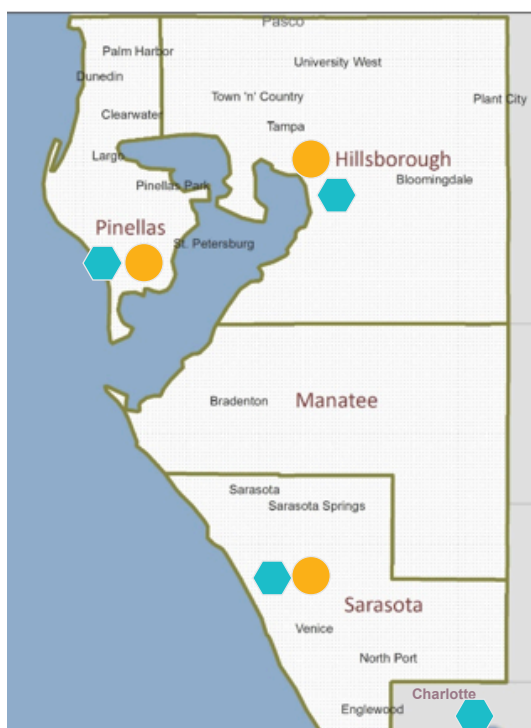 Pasco
Palm Harbor
University West
Dunedin
Town 'n' Country
Plant City
Clearwater
Tampa
Largo
Hillsborough
Pinellas Park
Bloomingdale
Pinellas
St. Petersburg
Bradenton
Manatee
Sarasota
Sarasota Springs
Sarasota
Venice
North Port
Charlotte
Englewood